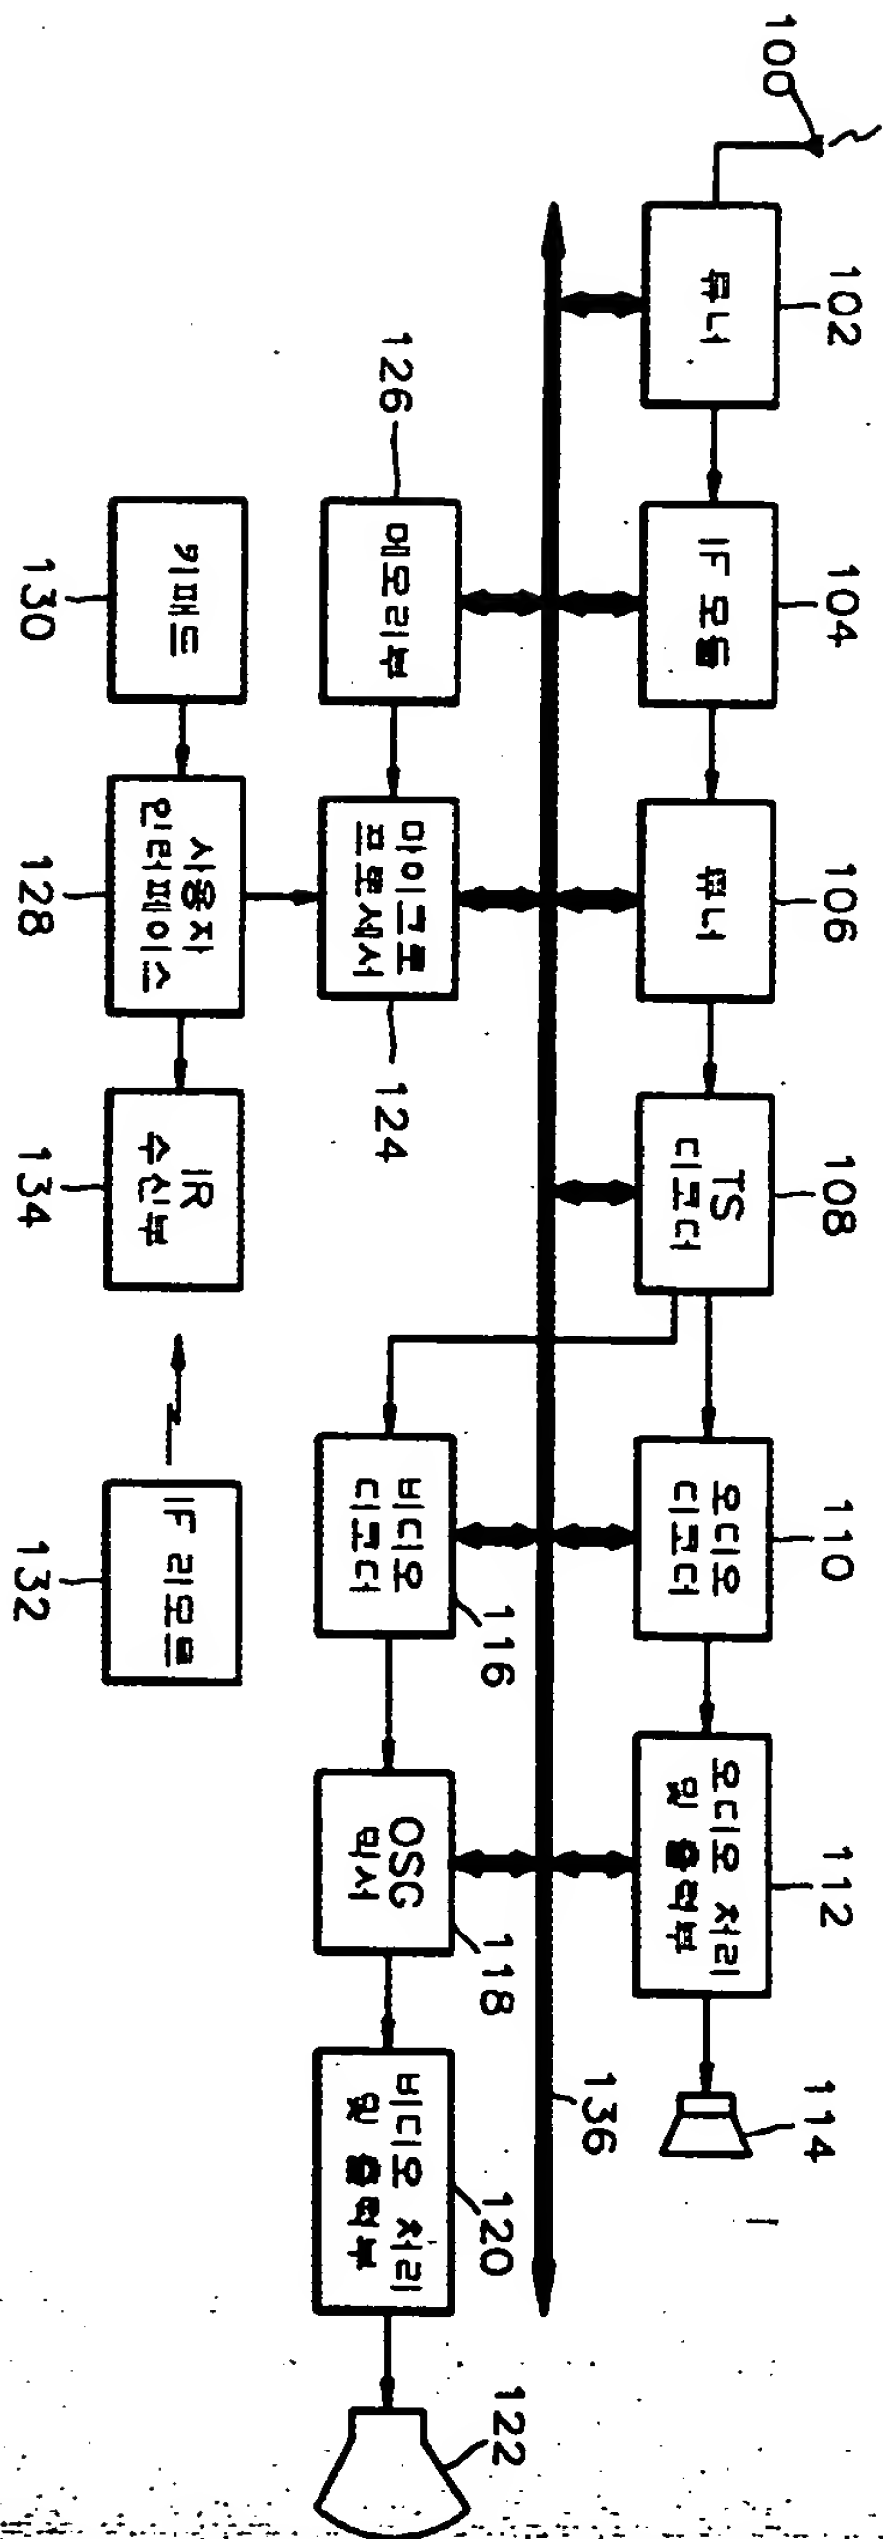 100
102
튜너
104
IF 모듈
106
튜너
108
TS
디코더
110
오디오
디코더
112
오디오 처리
및 출력부
114
136
126
메모리부
마이크로
프로세서
124
비디오
디코더
116
OSG
믹서
118
비디오 처리
및 출력부
120
122
키패드
130
사용자
인터페이스
128
IR
수신부
134
IF 리모트
132